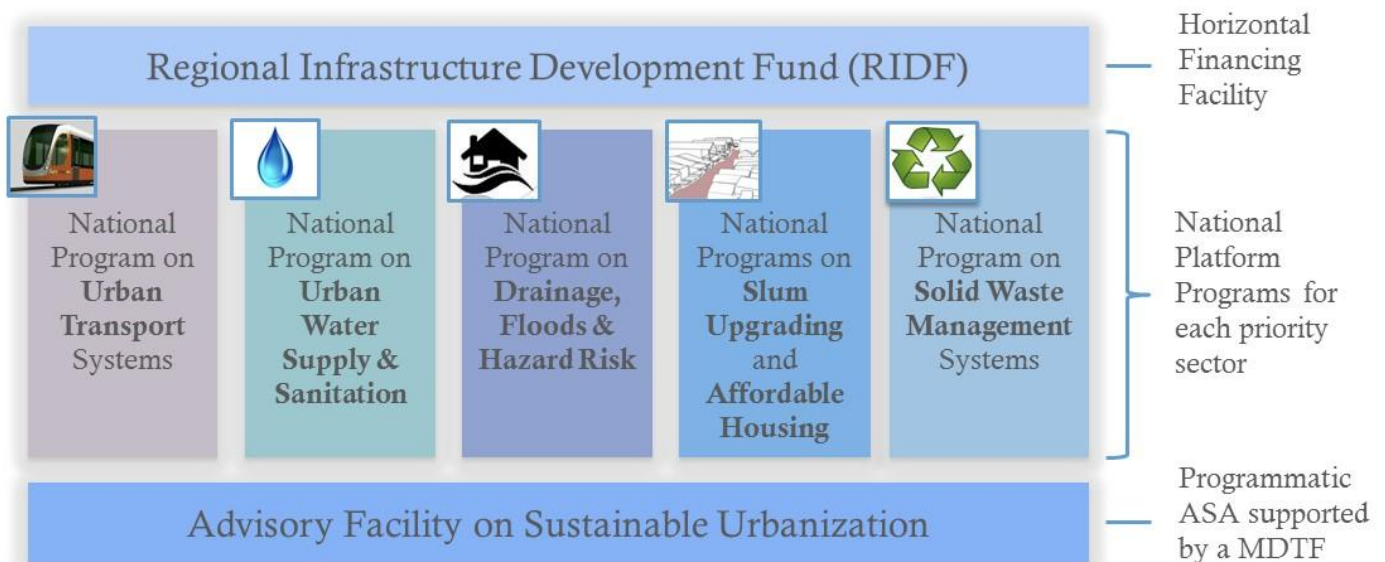 Regional Infrastructure Development Fund (RIDF)
Horizontal
Financing
Facility
National
Program on
Urban
Transport
Systems
National
Program on
Urban
Water
Supply &
Sanitation
National
Program on
Drainage,
Floods &
Hazard Risk
National
Programs on
Slum
Upgrading
and
Affordable
Housing
National
Program on
Solid Waste
Management
Systems
National
Platform
Programs for
each priority
sector
Advisory Facility on Sustainable Urbanization
Programmatic
ASA supported
by a MDTF